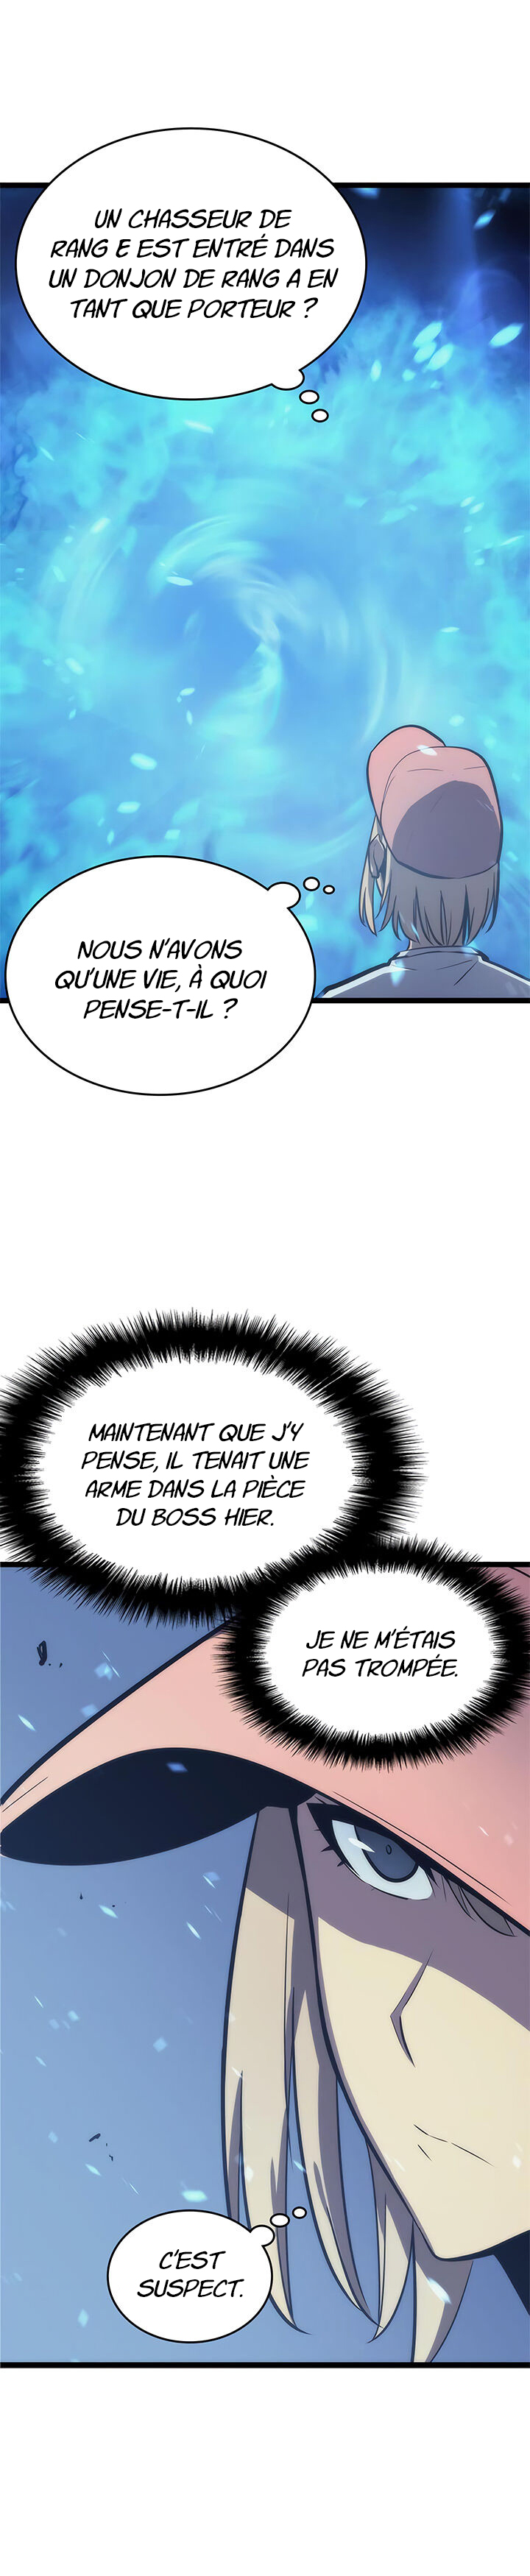 UN CHASSEUR DE
RANG E EST ENTRÉ DANS
UN DONJON DE RANG A EN
TANT QUE PORTEUR ?
NOUS N'AVONS
QU'UNE VIE, À QUOI
PENSE-T-IL ?
MAINTENANT QUE J'Y
PENSE, IL TENAIT UNE
ARME DANS LA PIÈCE
DU BOSS HIER.
JE NE M'ÉTAIS
PAS TROMPÉE.
C'EST
SUSPECT.